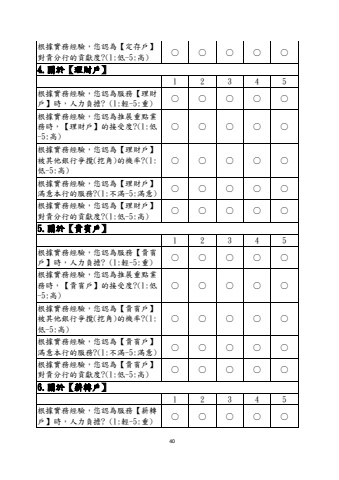 根據實務經驗，您認為【定存戶】
對貴分行的貢獻度?(1:低-5:高) ○ ○ ○ ○ ○
4.關於【理財戶】
1 2 3 4 5
根據實務經驗，您認為服務【理財
戶】時，人力負擔? (1:輕-5:重) ○ ○ ○ ○ ○
根據實務經驗，您認為推展重點業
務時，【理財戶】的接受度?(1:低
-5:高) ○ ○ ○ ○ ○
根據實務經驗，您認為【理財戶】
被其他銀行爭攬(挖角)的機率?(1:
低-5:高) ○ ○ ○ ○ ○
根據實務經驗，您認為【理財戶】
滿意本行的服務?(1:不滿-5:滿意) ○ ○ ○ ○ ○
根據實務經驗，您認為【理財戶】
對貴分行的貢獻度?(1:低-5:高) ○ ○ ○ ○ ○
5.關於【貴賓戶】
1 2 3 4 5
根據實務經驗，您認為服務【貴賓
戶】時，人力負擔? (1:輕-5:重) ○ ○ ○ ○ ○
根據實務經驗，您認為推展重點業
務時，【貴賓戶】的接受度?(1:低
-5:高) ○ ○ ○ ○ ○
根據實務經驗，您認為【貴賓戶】
被其他銀行爭攬(挖角)的機率?(1:
低-5:高) ○ ○ ○ ○ ○
根據實務經驗，您認為【貴賓戶】
滿意本行的服務?(1:不滿-5:滿意) ○ ○ ○ ○ ○
根據實務經驗，您認為【貴賓戶】
對貴分行的貢獻度?(1:低-5:高) ○ ○ ○ ○ ○
6.關於【薪轉戶】
1 2 3 4 5
根據實務經驗，您認為服務【薪轉
戶】時，人力負擔? (1:輕-5:重) ○ ○ ○ ○ ○
40